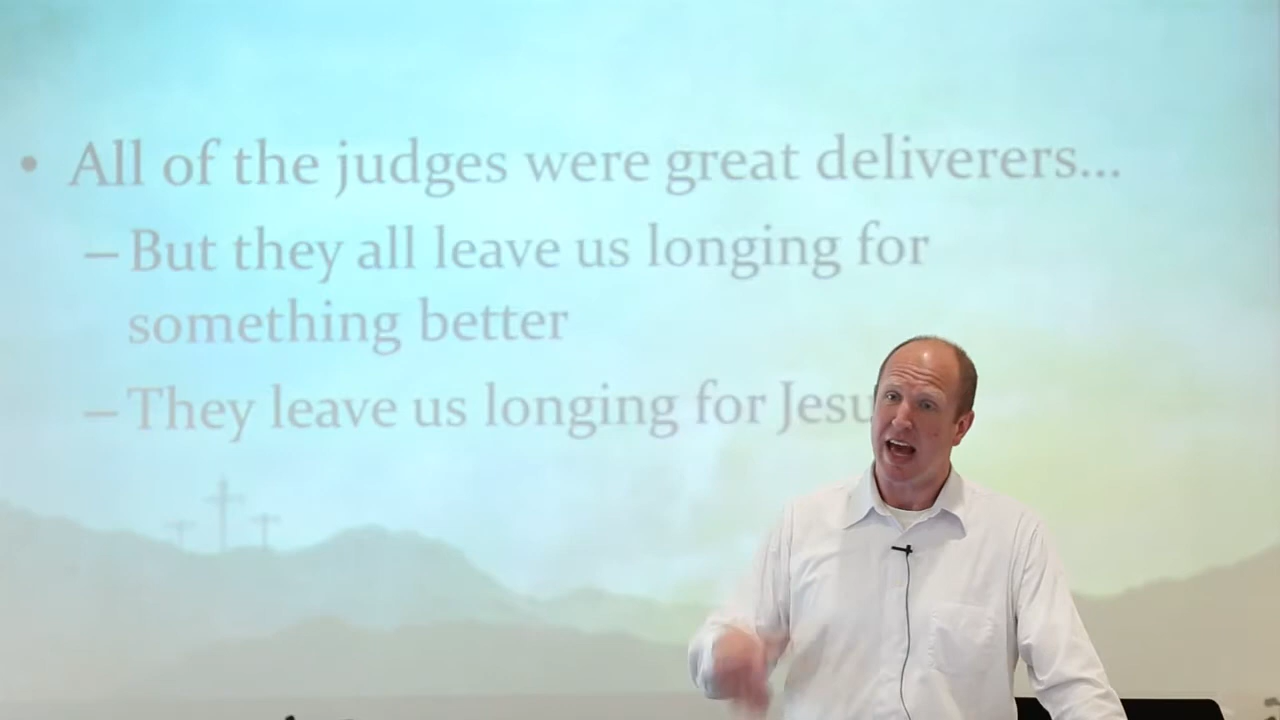 • All of the judges were great deliverers...
– But they all leave us longing for
something better
– They leave us longing for Jesu